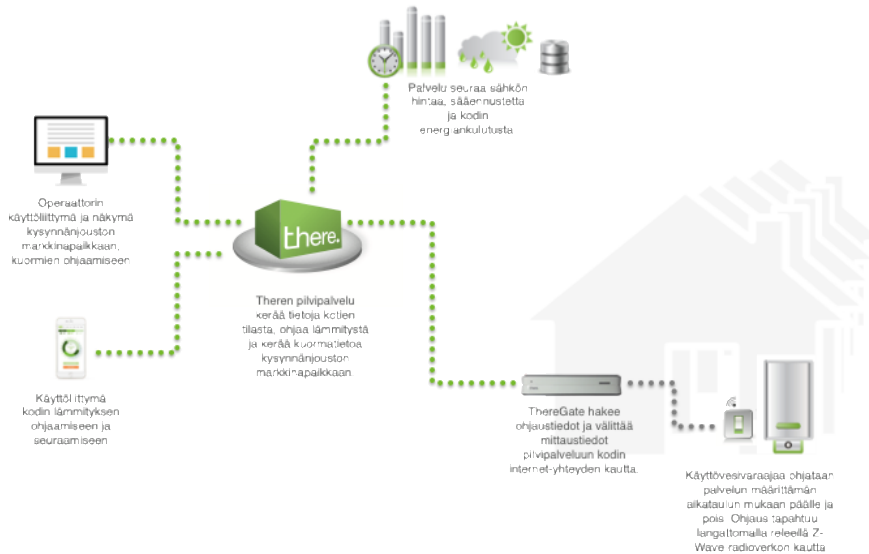 Palvelu seuraa sähkön
hintaa, sääennustetta
ja kodin
energiankulutusta
Operaattorin
käyttöliittymä ja näkymä
kysynnänjouston
markkinapaikkaan,
kuormien ohjaamiseen
there.
Theren pilvipalvelu
kerää tietoja kotien
tilasta, ohjaa lämmitystä
ja kerää kuormatietoa
kysynnänjouston
markkinapaikkaan.
Käyttöliittymä
kodin lämmityksen
ohjaamiseen ja
seuraamiseen
ThereGate hakee
ohjaustiedot ja välittää
mittaustiedot
pilvipalveluun kodin
internet-yhteyden kautta.
Käyttövesivaraajaa ohjataan
palvelun määrittämän
aikataulun mukaan päälle ja
pois. Ohjaus tapahtuu
langattomalla releellä Z-
Wave radioverkon kautta